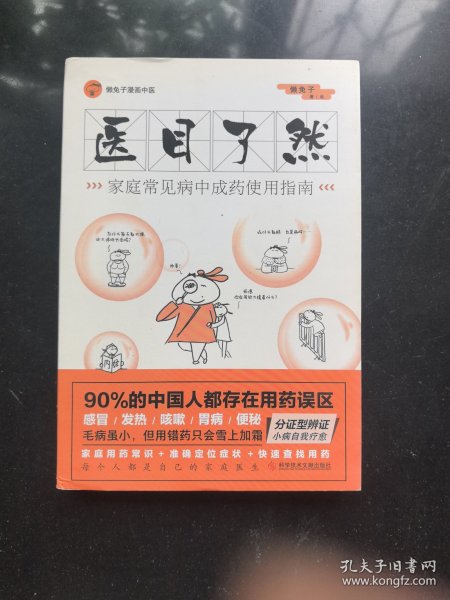 懒兔子漫画中医
懒兔子
著·绘
医目了然
>>> 家庭常见病中成药使用指南 <<<
90%的中国人都存在用药误区
感冒 / 发热 / 咳嗽 / 胃病 / 便秘
毛病虽小，但用错药只会雪上加霜
分证型辨证
小病自我疗愈
家庭用药常识 + 准确定位症状 + 快速查找用药
每个人都是自己的家庭医生
科学技术文献出版社
孔夫子旧书网
www.kongfz.com